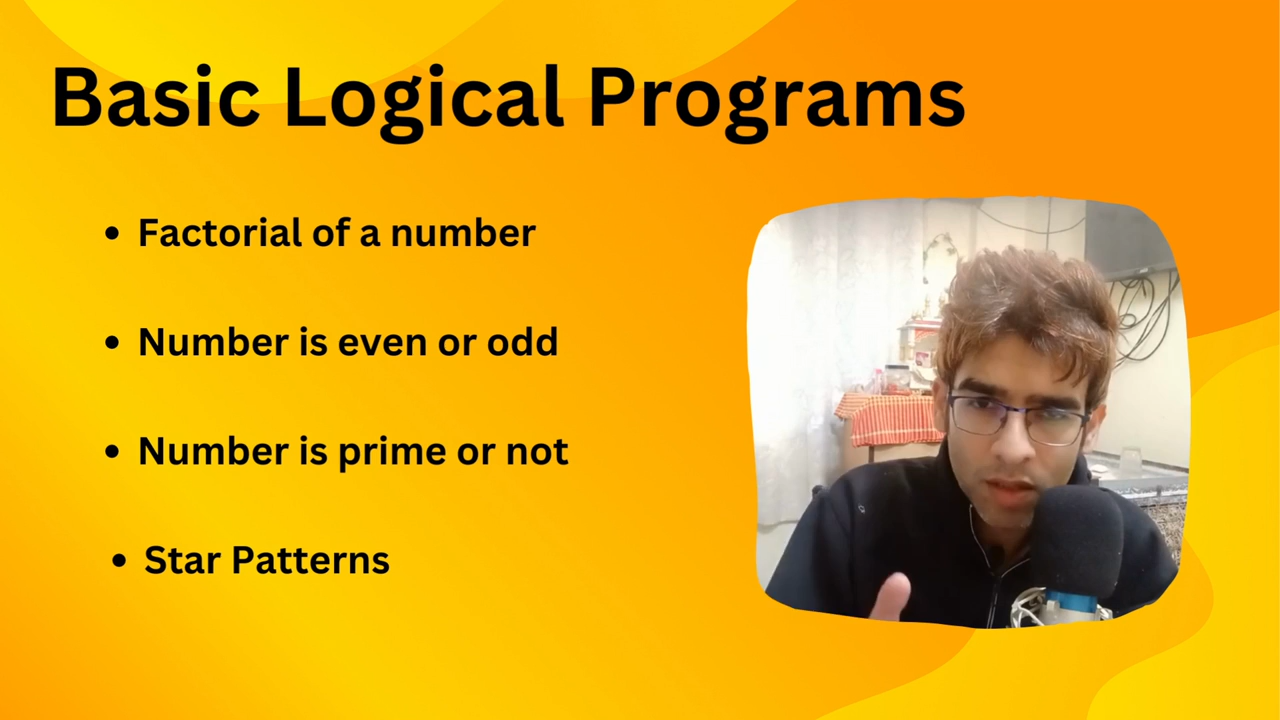 Basic Logical Programs
• Factorial of a number
• Number is even or odd
• Number is prime or not
• Star Patterns